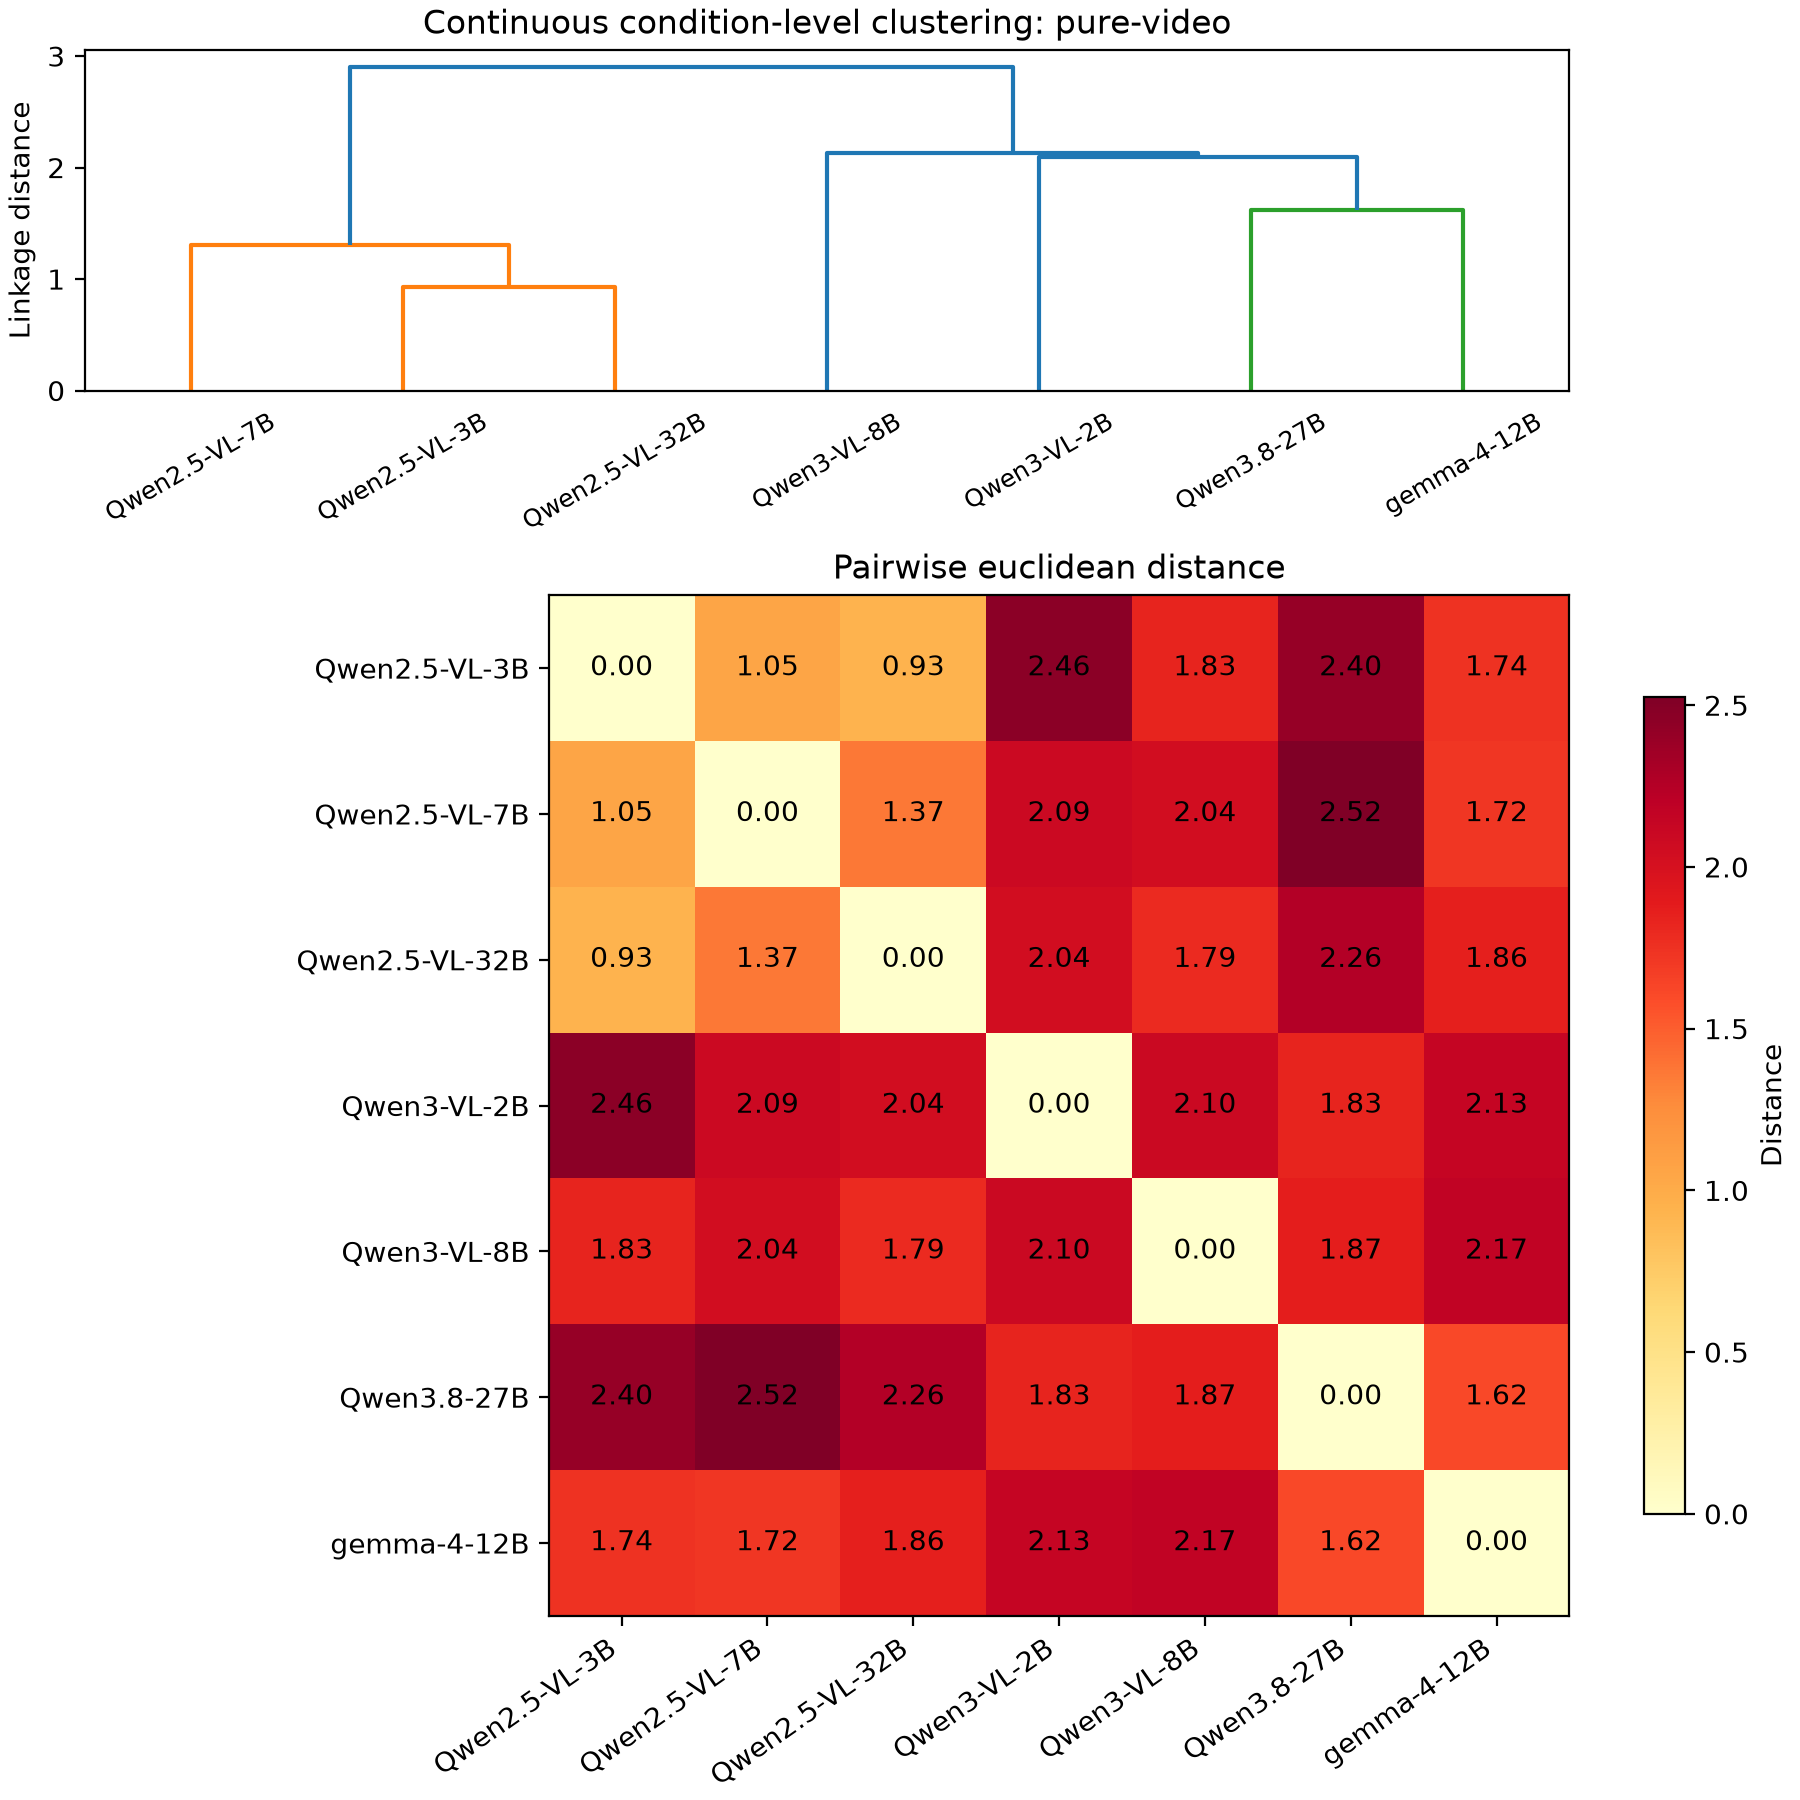 Continuous condition-level clustering: pure-video
Linkage distance
3
2
1
0
Qwen2.5-VL-7B
Qwen2.5-VL-3B
Qwen2.5-VL-32B
Qwen3-VL-8B
Qwen3-VL-2B
Qwen3.8-27B
gemma-4-12B
Pairwise euclidean distance
Qwen2.5-VL-3B 0.00 1.05 0.93 2.46 1.83 2.40 1.74
Qwen2.5-VL-7B 1.05 0.00 1.37 2.09 2.04 2.52 1.72
Qwen2.5-VL-32B 0.93 1.37 0.00 2.04 1.79 2.26 1.86
Qwen3-VL-2B 2.46 2.09 2.04 0.00 2.10 1.83 2.13
Qwen3-VL-8B 1.83 2.04 1.79 2.10 0.00 1.87 2.17
Qwen3.8-27B 2.40 2.52 2.26 1.83 1.87 0.00 1.62
gemma-4-12B 1.74 1.72 1.86 2.13 2.17 1.62 0.00
Qwen2.5-VL-3B
Qwen2.5-VL-7B
Qwen2.5-VL-32B
Qwen3-VL-2B
Qwen3-VL-8B
Qwen3.8-27B
gemma-4-12B
2.5
2.0
1.5
1.0
0.5
0.0
Distance